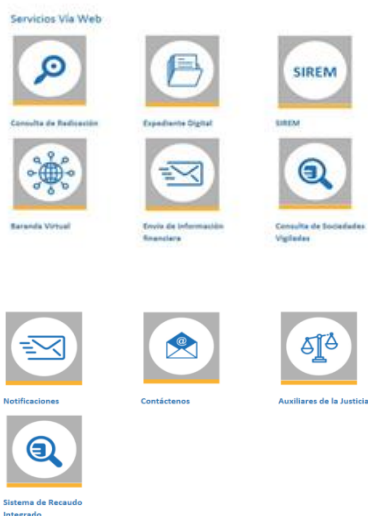 Servicios Vía Web
SIREM
Consulta de Radicación
Expediente Digital
SIREM
Baranda Virtual
Envío de Información
financiera
Consulta de Sociedades
Vigiladas
@
Notificaciones
Contáctenos
Auxiliares de la Justicia
Sistema de Recaudo
Integrado